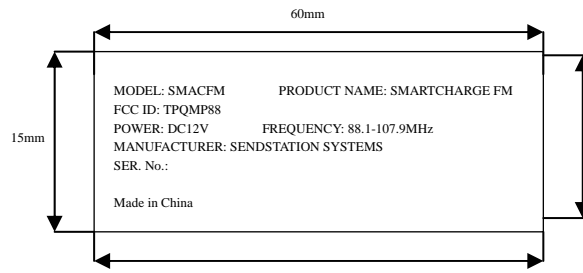 60mm
MODEL: SMACFM PRODUCT NAME: SMARTCHARGE FM
FCC ID: TPQMP88
POWER: DC12V FREQUENCY: 88.1-107.9MHz
15mm
MANUFACTURER: SENDSTATION SYSTEMS
SER. No.:
Made in China